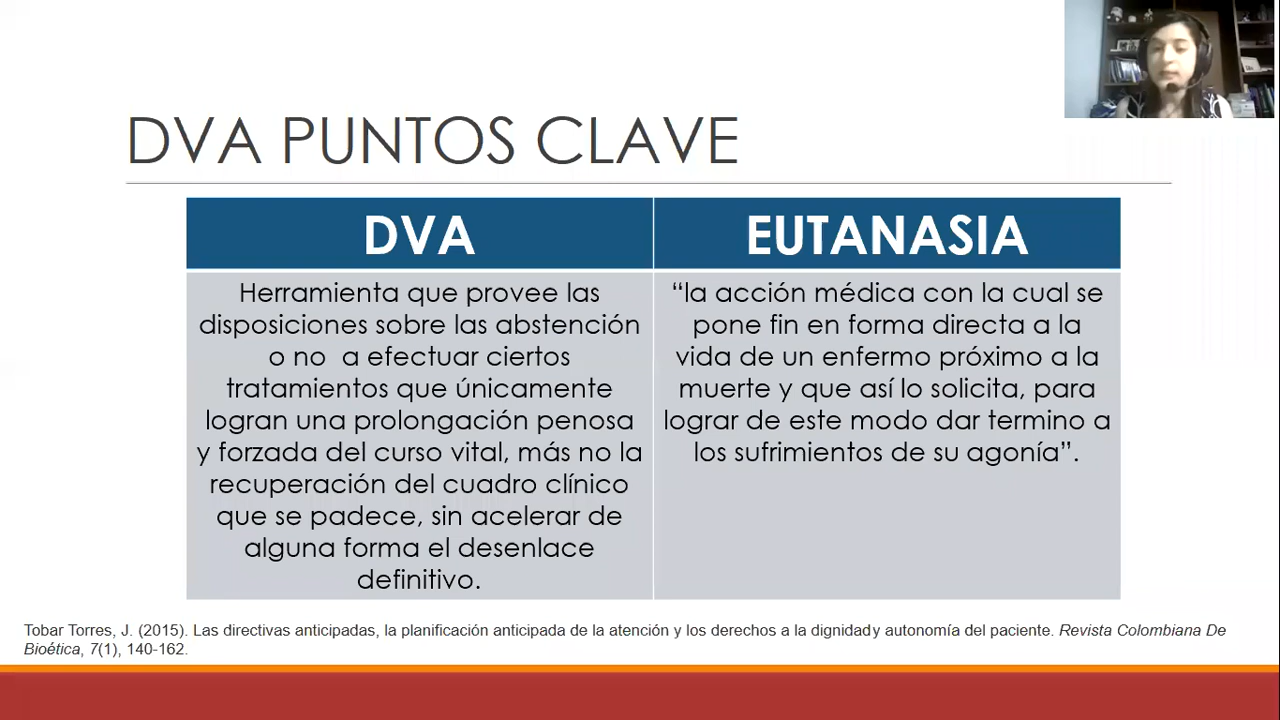 DVA PUNTOS CLAVE
DVA
Herramienta que provee las
disposiciones sobre las abstención
o no a efectuar ciertos
tratamientos que únicamente
logran una prolongación penosa
y forzada del curso vital, más no la
recuperación del cuadro clínico
que se padece, sin acelerar de
alguna forma el desenlace
definitivo.
EUTANASIA
“la acción médica con la cual se
pone fin en forma directa a la
vida de un enfermo próximo a la
muerte y que así lo solicita, para
lograr de este modo dar termino a
los sufrimientos de su agonía”.
Tobar Torres, J. (2015). Las directivas anticipadas, la planificación anticipada de la atención y los derechos a la dignidady autonomía del paciente. Revista Colombiana De
Bioética, 7(1), 140-162.